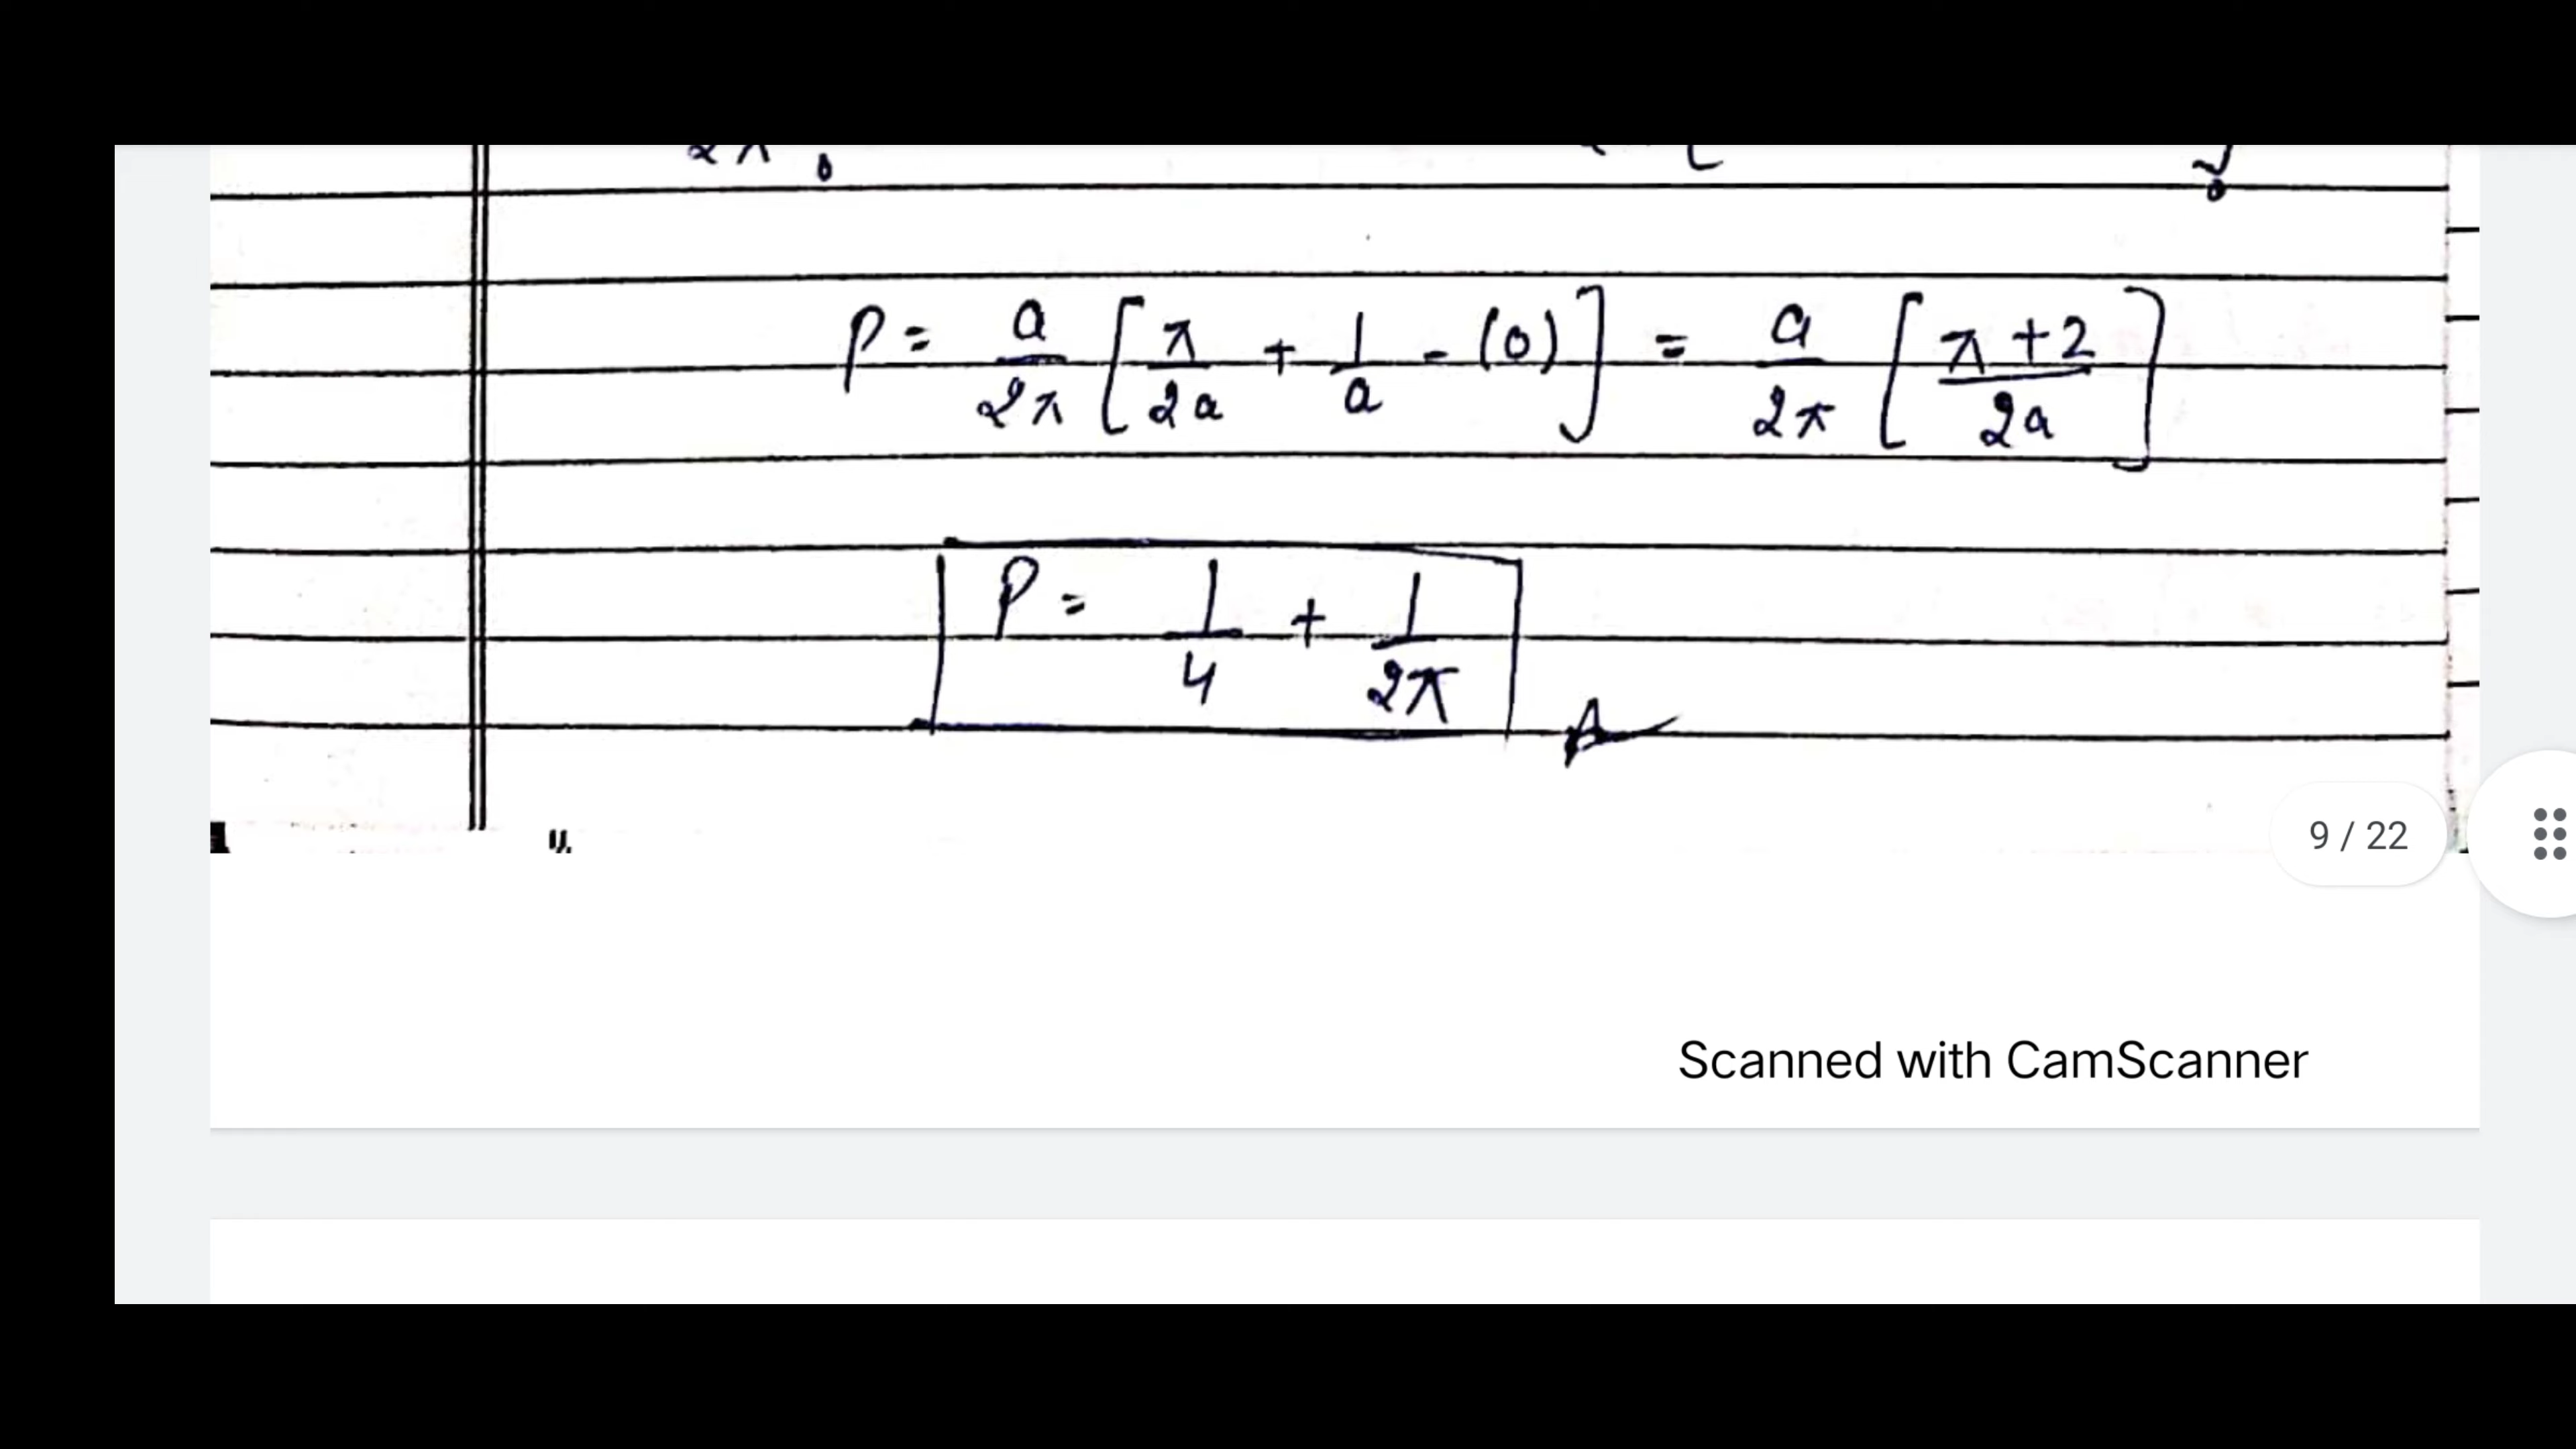 P = a/2π [π/2a + 1/a - (0)] = a/2π [π+2/2a]
P = 1/4 + 1/2π
9 / 22
Scanned with CamScanner